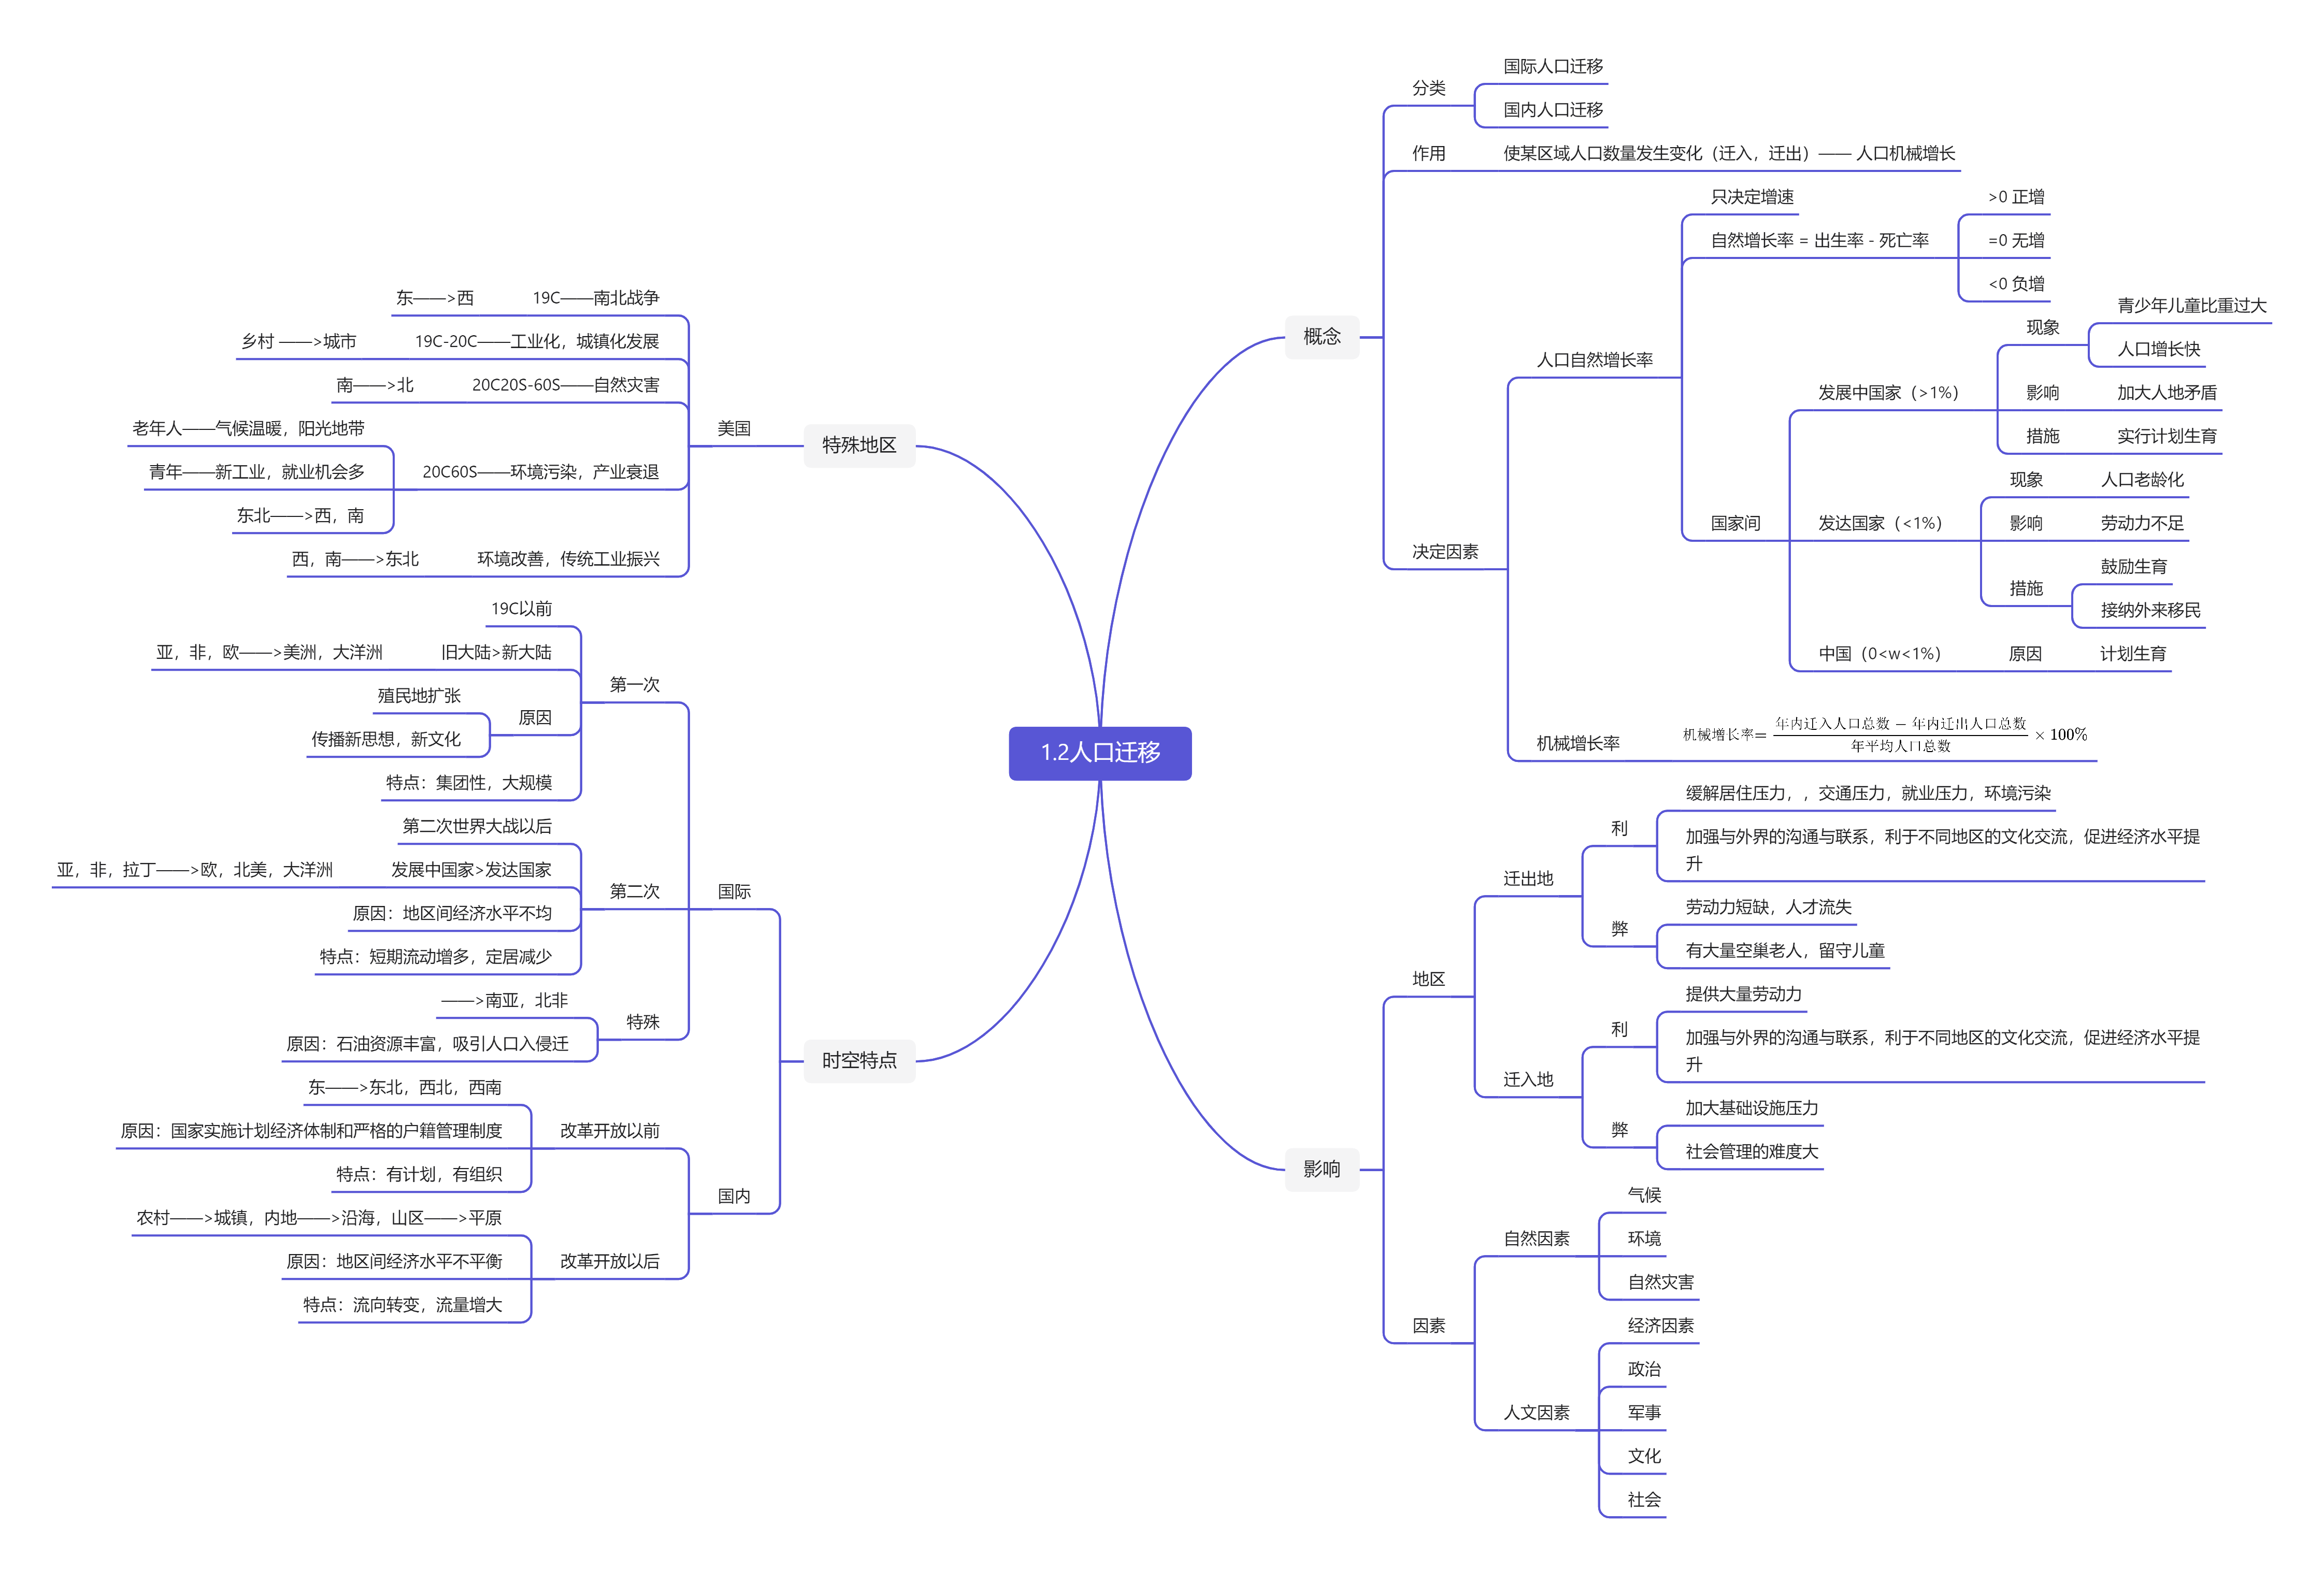 1.2人口迁移
概念
分类
国际人口迁移
国内人口迁移
作用
使某区域人口数量发生变化（迁入，迁出）—— 人口机械增长
决定因素
人口自然增长率
只决定增速
自然增长率 = 出生率 - 死亡率
>0 正增
=0 无增
<0 负增
国家间
发展中国家（>1%）
现象
青少年儿童比重过大
人口增长快
影响
加大人地矛盾
措施
实行计划生育
发达国家（<1%）
现象
人口老龄化
影响
劳动力不足
措施
鼓励生育
接纳外来移民
中国（0<w<1%）
原因
计划生育
机械增长率
机械增长率= 年内迁入人口总数 − 年内迁出人口总数
年平均人口总数
× 100%
影响
地区
迁出地
利
缓解居住压力，，交通压力，就业压力，环境污染
加强与外界的沟通与联系，利于不同地区的文化交流，促进经济水平提
升
弊
劳动力短缺，人才流失
有大量空巢老人，留守儿童
迁入地
利
提供大量劳动力
加强与外界的沟通与联系，利于不同地区的文化交流，促进经济水平提
升
弊
加大基础设施压力
社会管理的难度大
因素
自然因素
气候
环境
自然灾害
人文因素
经济因素
政治
军事
文化
社会
特殊地区
美国
19C——南北战争
东——>西
19C-20C——工业化，城镇化发展
乡村 ——>城市
20C20S-60S——自然灾害
南——>北
20C60S——环境污染，产业衰退
老年人——气候温暖，阳光地带
青年——新工业，就业机会多
东北——>西，南
环境改善，传统工业振兴
西，南——>东北
时空特点
国际
第一次
19C以前
旧大陆>新大陆
亚，非，欧——>美洲，大洋洲
原因
殖民地扩张
传播新思想，新文化
特点：集团性，大规模
第二次
第二次世界大战以后
发展中国家>发达国家
亚，非，拉丁——>欧，北美，大洋洲
原因：地区间经济水平不均
特点：短期流动增多，定居减少
特殊
——>南亚，北非
原因：石油资源丰富，吸引人口入侵迁
国内
改革开放以前
东——>东北，西北，西南
原因：国家实施计划经济体制和严格的户籍管理制度
特点：有计划，有组织
改革开放以后
农村——>城镇，内地——>沿海，山区——>平原
原因：地区间经济水平不平衡
特点：流向转变，流量增大